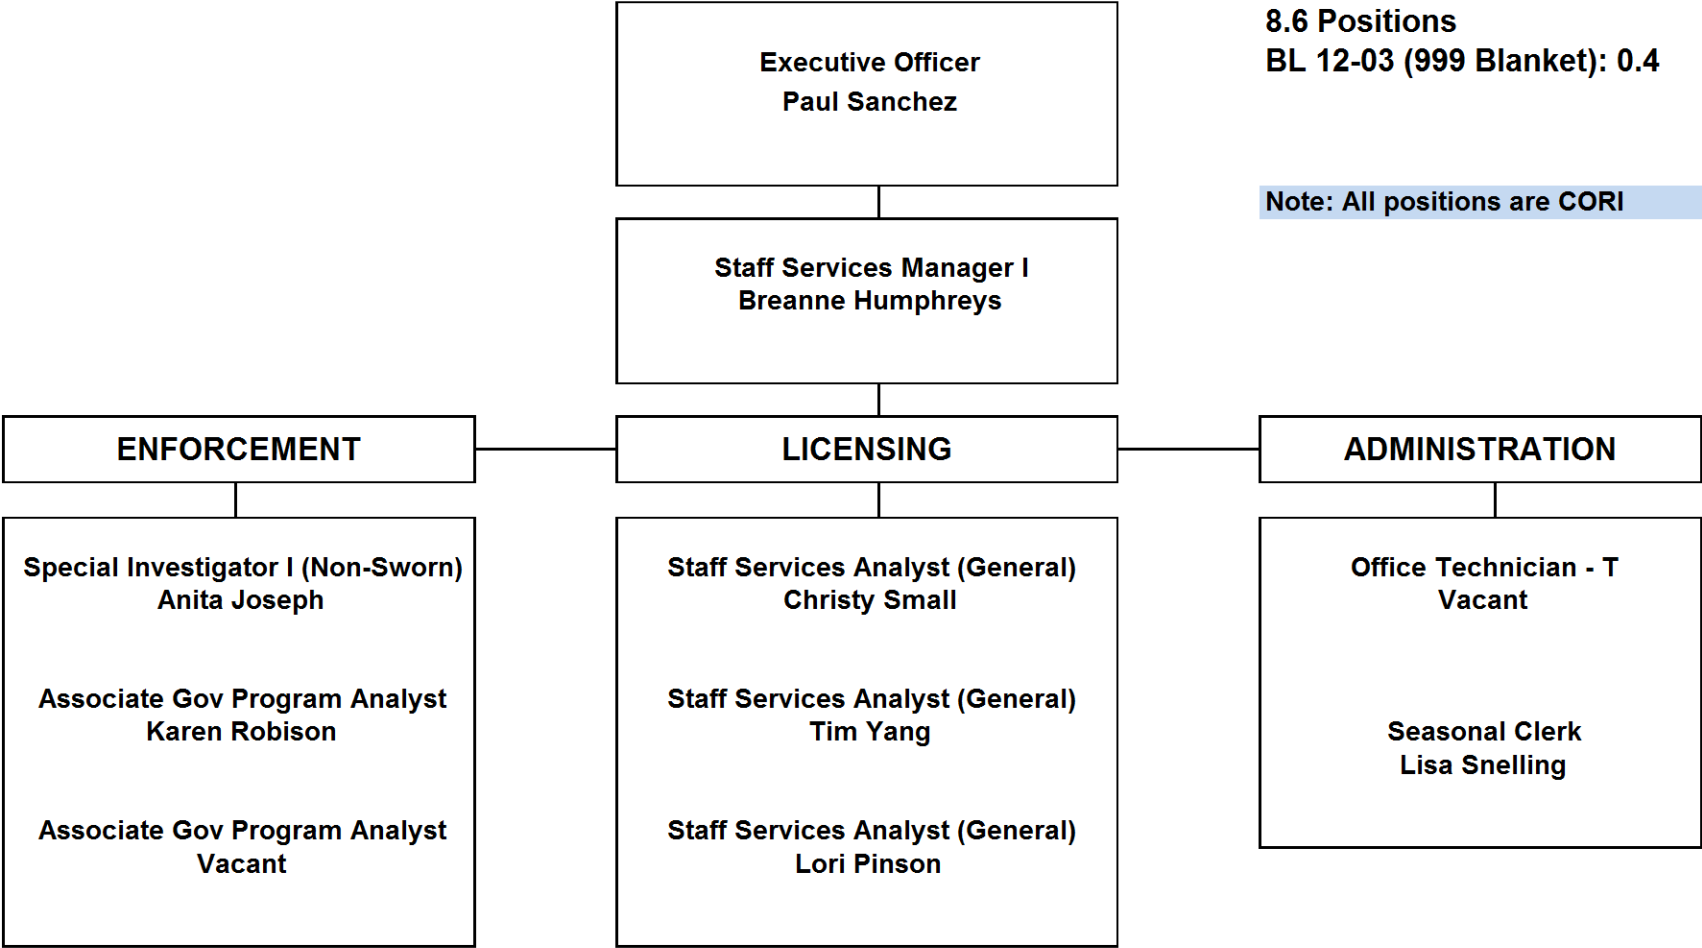 8.6 Positions
BL 12-03 (999 Blanket): 0.4
Note: All positions are CORI
Executive Officer
Paul Sanchez
Staff Services Manager I
Breanne Humphreys
ENFORCEMENT
Special Investigator I (Non-Sworn)
Anita Joseph
Associate Gov Program Analyst
Karen Robison
Associate Gov Program Analyst
Vacant
LICENSING
Staff Services Analyst (General)
Christy Small
Staff Services Analyst (General)
Tim Yang
Staff Services Analyst (General)
Lori Pinson
ADMINISTRATION
Office Technician - T
Vacant
Seasonal Clerk
Lisa Snelling